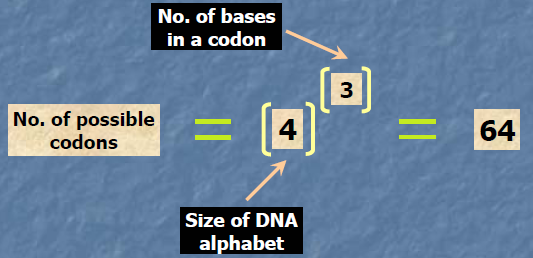 No. of bases
in a codon
No. of possible
codons
= [4] [3] = 64
Size of DNA
alphabet